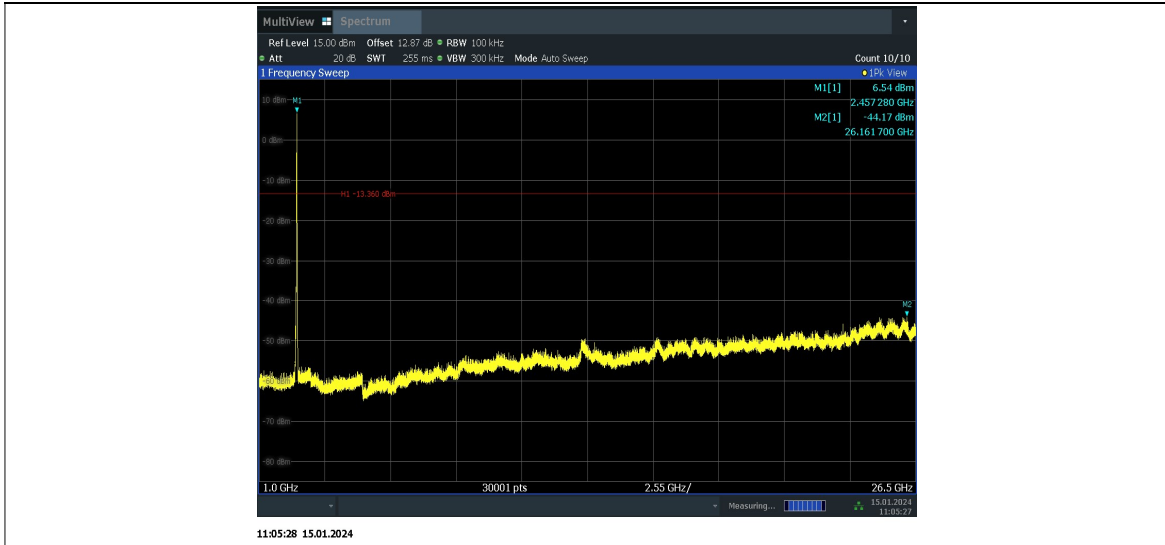 MultiView Spectrum
Ref Level 15.00 dBm Offset 12.87 dB RBW 100 kHz
Att 20 dB SWT 255 ms VBW 300 kHz Mode Auto Sweep Count 10/10
1 Frequency Sweep 1Pk View
M1[1] 6.54 dBm
2.457 280 GHz
M2[1] -44.17 dBm
26.161 700 GHz
10 dBm M1
0 dBm
-10 dBm
H1 -13.360 dBm
-20 dBm
-30 dBm
-40 dBm
M2
-50 dBm
-60 dBm
-70 dBm
-80 dBm
1.0 GHz 30001 pts 2.55 GHz/ 26.5 GHz
Measuring... 15.01.2024
11:05:27
11:05:28 15.01.2024